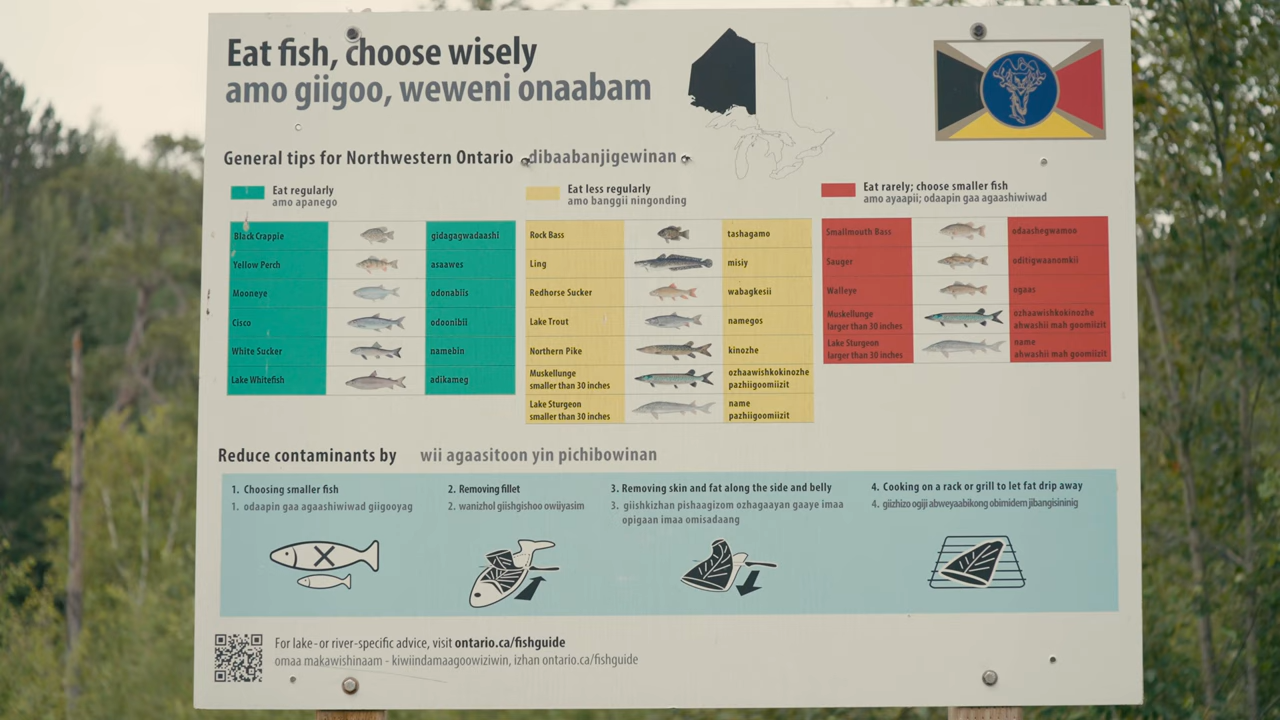 Eat fish, choose wisely
amo giigoo, weweni onaabam
General tips for Northwestern Ontario dibaabanjigewinan
Eat regularly
amo apanego
Black Crappie gidagagwadaashi
Yellow Perch asaawes
Mooneye odonabiis
Cisco odoonibii
White Sucker namebin
Lake Whitefish adikameg
Eat less regularly
amo banggii ningonding
Rock Bass tashagamo
Ling misiy
Redhorse Sucker wabagkesii
Lake Trout namegos
Northern Pike kinozhe
Muskellunge ozhaawishkokinozhe
smaller than 30 inches pazhiigoomiizit
Lake Sturgeon name
smaller than 30 inches pazhiigoomiizit
Eat rarely; choose smaller fish
amo ayaapii; odaapin gaa agaashiwiwad
Smallmouth Bass odaashegwamoo
Sauger oditigwaanomkii
Walleye ogaas
Muskellunge ozhaawishkokinozhe
larger than 30 inches ahwashii mah goomiizit
Lake Sturgeon name
larger than 30 inches ahwashii mah goomiizit
Reduce contaminants by wii agaasitoon yin pichibowinan
1. Choosing smaller fish
1. odaapin gaa agaashiwiwad giigooyag
2. Removing fillet
2. wanizhol giishgishoo owiiyasim
3. Removing skin and fat along the side and belly
3. giishkizhan pishaagizom ozhagaayan gaaye imaa
opigaan imaa omisadaang
4. Cooking on a rack or grill to let fat drip away
4. giizhizo ogiji abweyaabikong obimidem jibangisininig
For lake- or river-specific advice, visit ontario.ca/fishguide
omaa makawishinaam - kiwiindamaagoowiziwin, izhan ontario.ca/fishguide